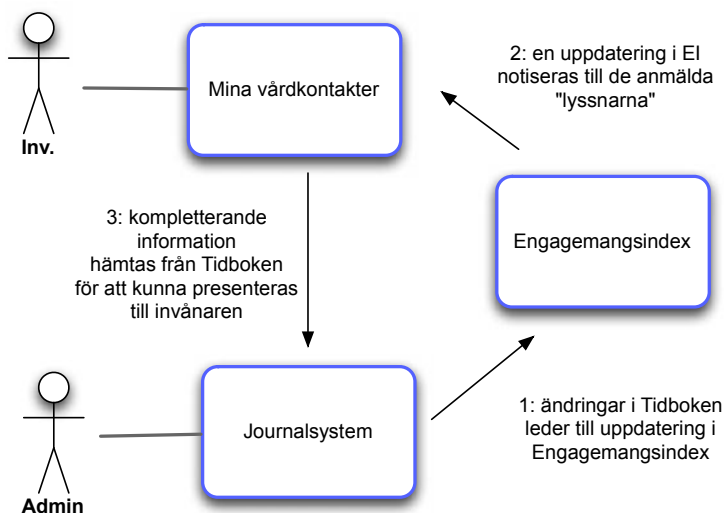 Mina vårdkontakter
2: en uppdatering i EI
notiseras till de anmälda
"lyssnarna"
Inv.
3: kompletterande
information
hämtas från Tidboken
för att kunna presenteras
till invånaren
Engagemangsindex
Journalsystem
1: ändringar i Tidboken
leder till uppdatering i
Engagemangsindex
Admin